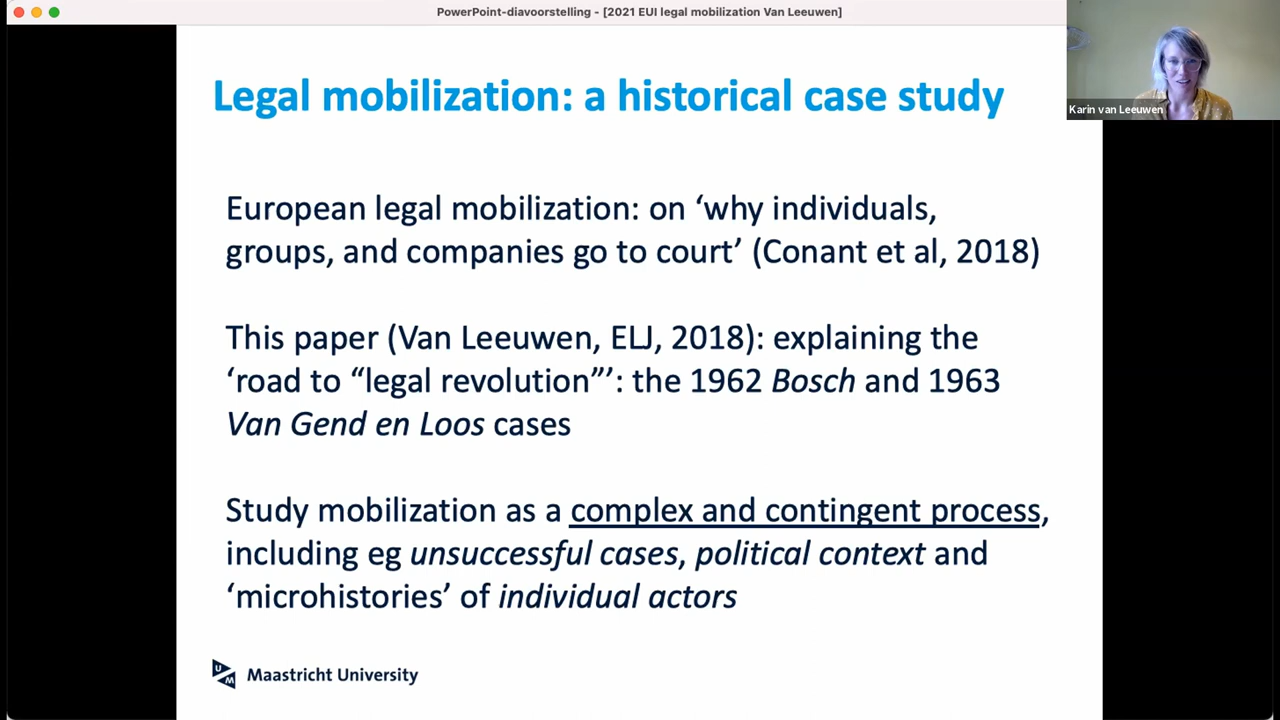 PowerPoint-diavoorstelling - [2021 EUI legal mobilization Van Leeuwen]
Karin van Leeuwen
Legal mobilization: a historical case study
European legal mobilization: on ‘why individuals,
groups, and companies go to court’ (Conant et al, 2018)
This paper (Van Leeuwen, ELJ, 2018): explaining the
‘road to “legal revolution”’: the 1962 Bosch and 1963
Van Gend en Loos cases
Study mobilization as a complex and contingent process,
including eg unsuccessful cases, political context and
‘microhistories’ of individual actors
UM Maastricht University